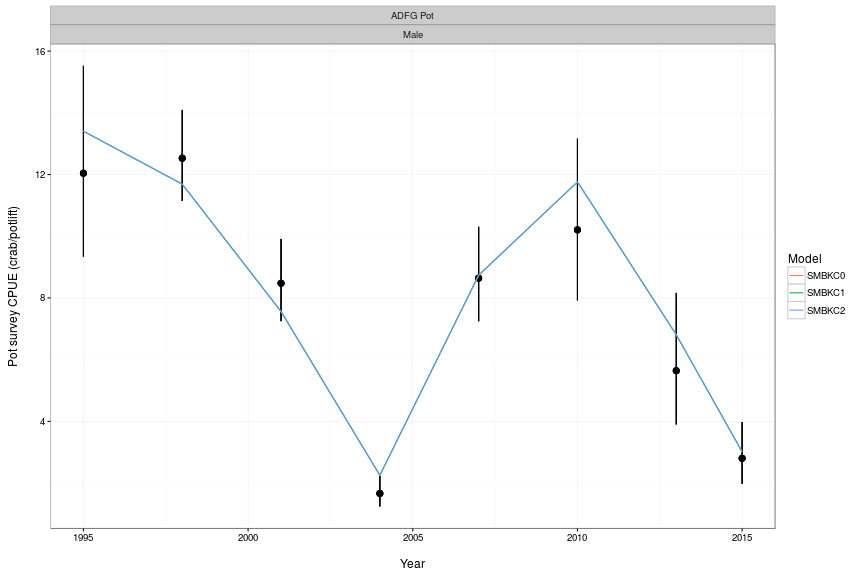 ADFG Pot
Male
Pot survey CPUE (crab/potlift)
16
12
8
4
1995
2000
2005
2010
2015
Year
Model
SMBKC0
SMBKC1
SMBKC2